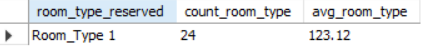 room_type_reserved count_room_type avg_room_type
Room_Type 1 24 123.12